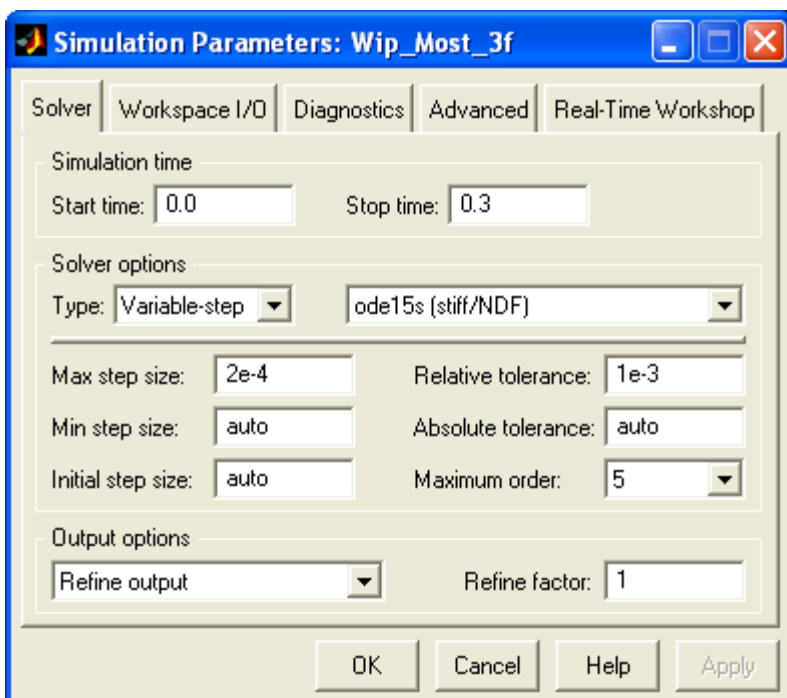 Simulation Parameters: Wip_Most_3f
Solver Workspace I/O Diagnostics Advanced Real-Time Workshop
Simulation time
Start time: 0.0 Stop time: 0.3
Solver options
Type: Variable-step ode15s (stiff/NDF)
Max step size: 2e-4 Relative tolerance: 1e-3
Min step size: auto Absolute tolerance: auto
Initial step size: auto Maximum order: 5
Output options
Refine output Refine factor: 1
OK Cancel Help Apply